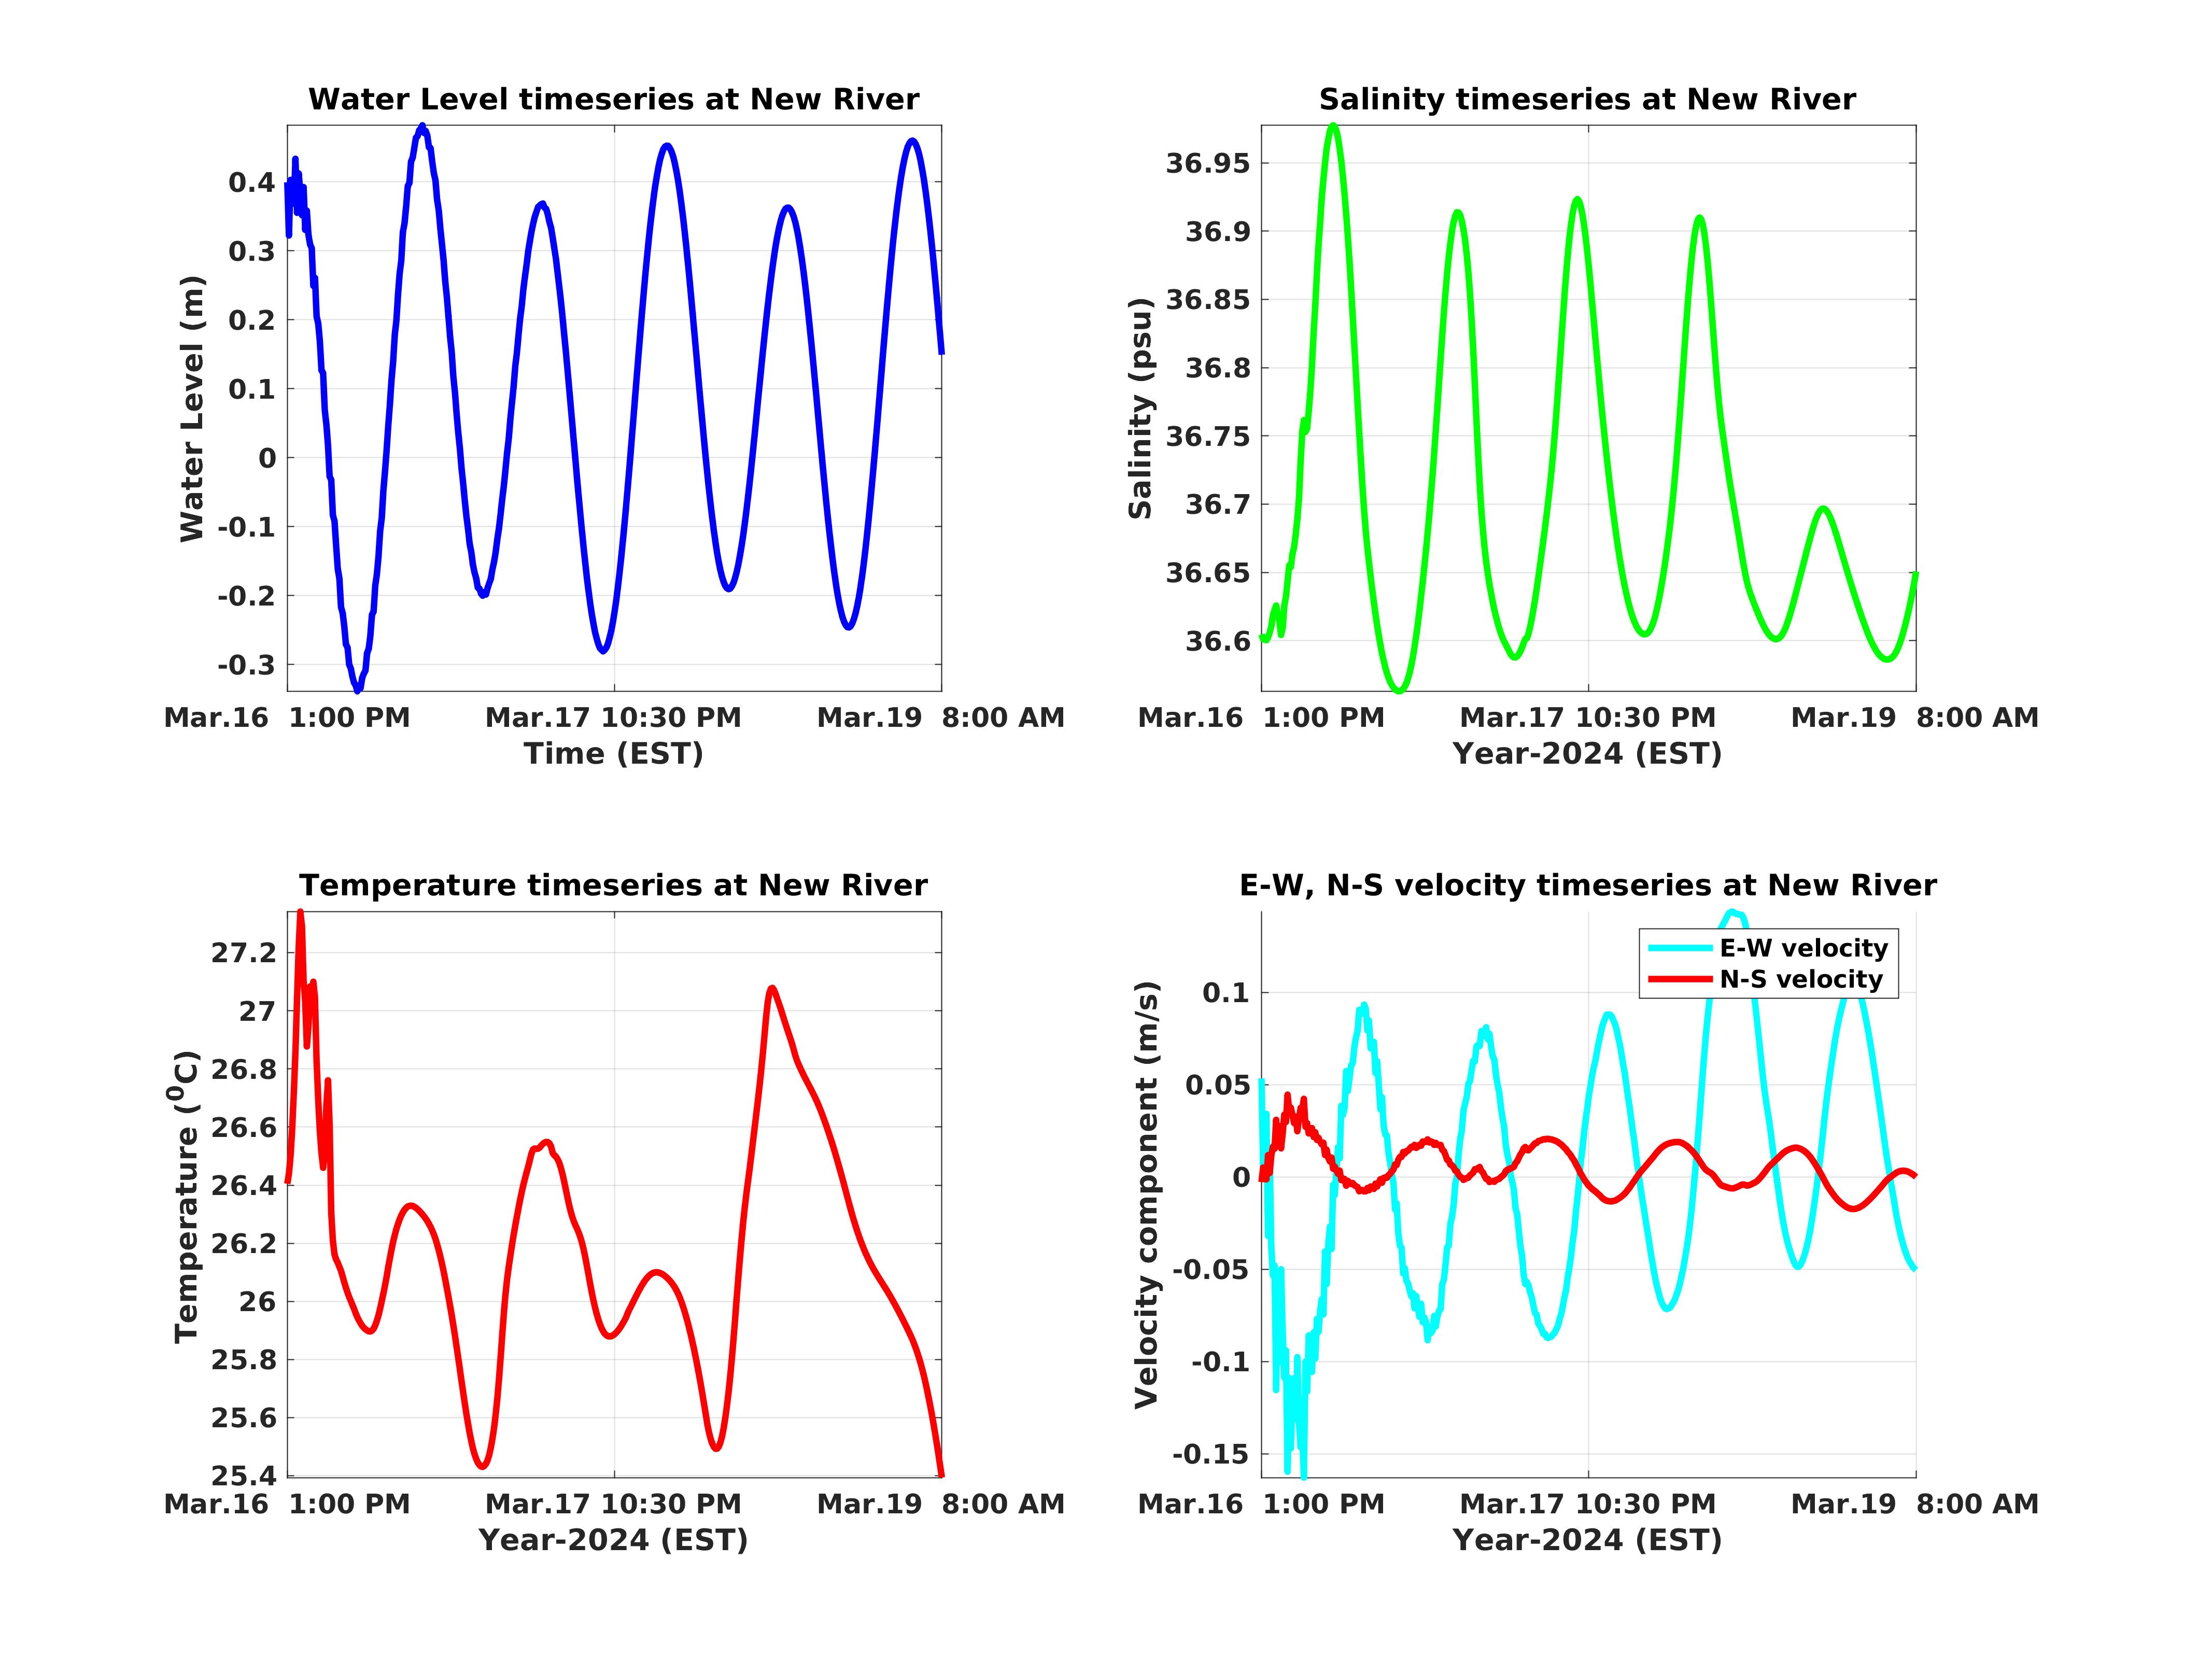 Water Level timeseries at New River
Water Level (m)
0.4
0.3
0.2
0.1
0
-0.1
-0.2
-0.3
Mar.16 1:00 PM
Mar.17 10:30 PM
Mar.19 8:00 AM
Time (EST)
Salinity timeseries at New River
Salinity (psu)
36.95
36.9
36.85
36.8
36.75
36.7
36.65
36.6
Mar.16 1:00 PM
Mar.17 10:30 PM
Mar.19 8:00 AM
Year-2024 (EST)
Temperature timeseries at New River
Temperature (⁰C)
27.2
27
26.8
26.6
26.4
26.2
26
25.8
25.6
25.4
Mar.16 1:00 PM
Mar.17 10:30 PM
Mar.19 8:00 AM
Year-2024 (EST)
E-W, N-S velocity timeseries at New River
E-W velocity
N-S velocity
Velocity component (m/s)
0.1
0.05
0
-0.05
-0.1
-0.15
Mar.16 1:00 PM
Mar.17 10:30 PM
Mar.19 8:00 AM
Year-2024 (EST)